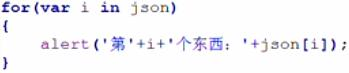 for(var i in json)
{
    alert('第'+i+'个东西：'+json[i]);
}